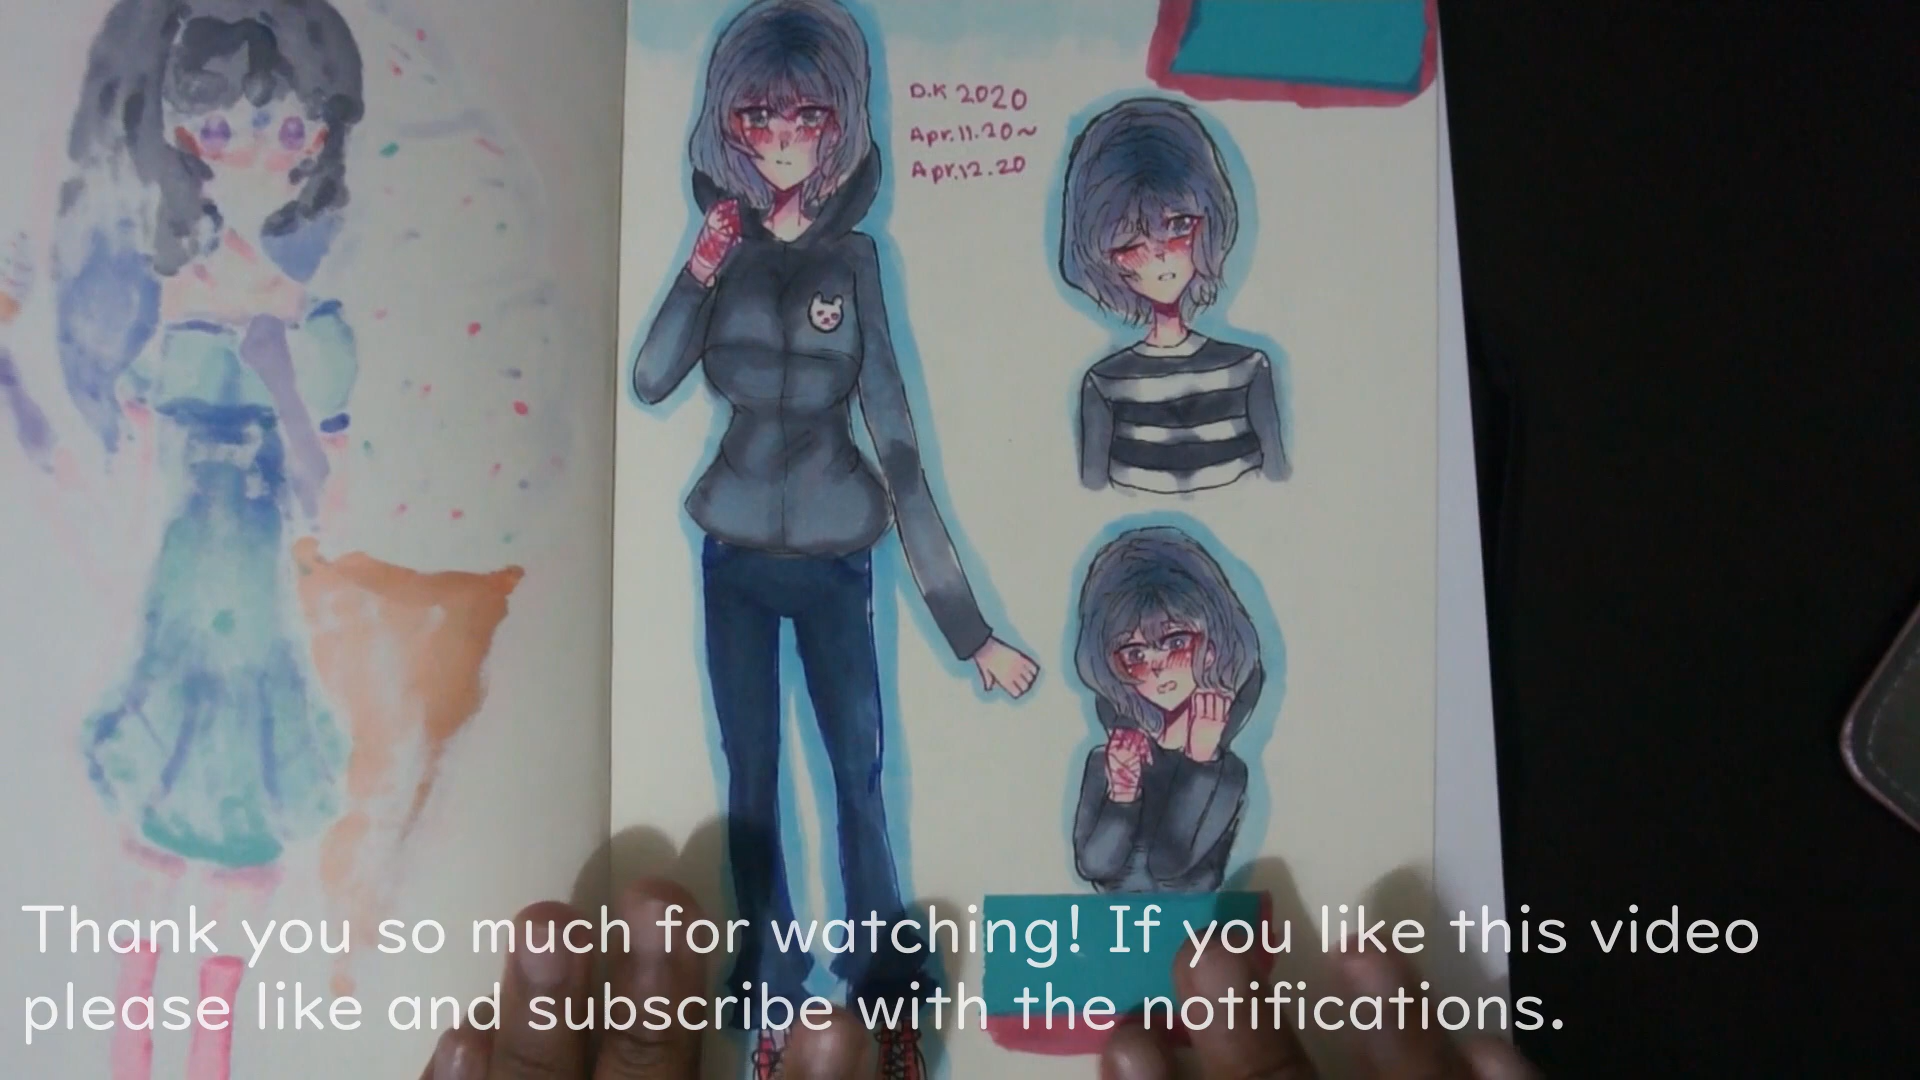 D.K 2020
Apr.11.20~
Apr.12.20
Thank you so much for watching! If you like this video
please like and subscribe with the notifications.